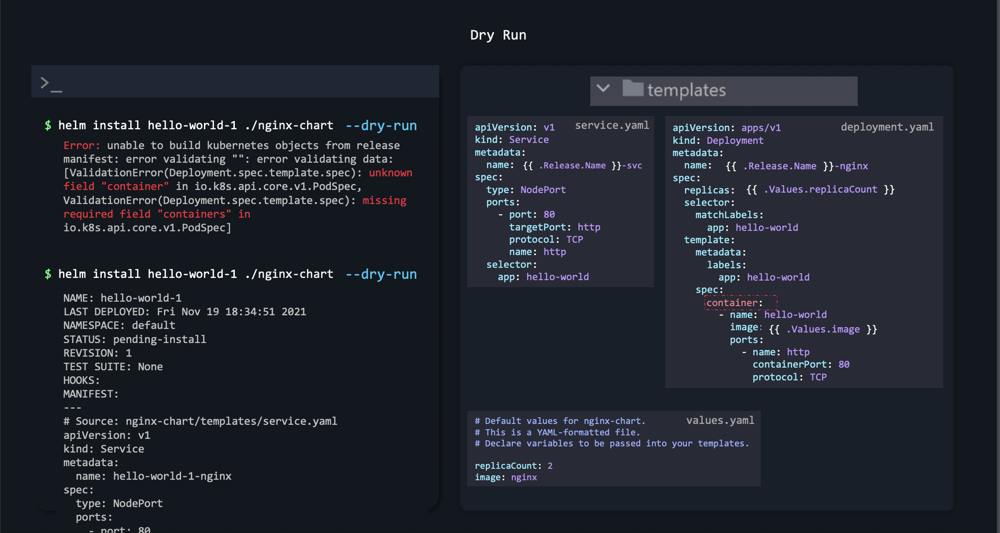 Dry Run
>_
$ helm install hello-world-1 ./nginx-chart --dry-run
Error: unable to build kubernetes objects from release
manifest: error validating "": error validating data:
[ValidationError(Deployment.spec.template.spec): unknown
field "container" in io.k8s.api.core.v1.PodSpec,
ValidationError(Deployment.spec.template.spec): missing
required field "containers" in
io.k8s.api.core.v1.PodSpec]
$ helm install hello-world-1 ./nginx-chart --dry-run
NAME: hello-world-1
LAST DEPLOYED: Fri Nov 19 18:34:51 2021
NAMESPACE: default
STATUS: pending-install
REVISION: 1
TEST SUITE: None
HOOKS:
MANIFEST:
---
# Source: nginx-chart/templates/service.yaml
apiVersion: v1
kind: Service
metadata:
  name: hello-world-1-nginx
spec:
  type: NodePort
  ports:
    - port: 80
templates
service.yaml
apiVersion: v1
kind: Service
metadata:
  name: {{ .Release.Name }}-svc
spec:
  type: NodePort
  ports:
    - port: 80
      targetPort: http
      protocol: TCP
      name: http
  selector:
    app: hello-world
deployment.yaml
apiVersion: apps/v1
kind: Deployment
metadata:
  name: {{ .Release.Name }}-nginx
spec:
  replicas: {{ .Values.replicaCount }}
  selector:
    matchLabels:
      app: hello-world
  template:
    metadata:
      labels:
        app: hello-world
    spec:
      container:
        - name: hello-world
          image: {{ .Values.image }}
          ports:
            - name: http
              containerPort: 80
              protocol: TCP
values.yaml
# Default values for nginx-chart.
# This is a YAML-formatted file.
# Declare variables to be passed into your templates.
replicaCount: 2
image: nginx